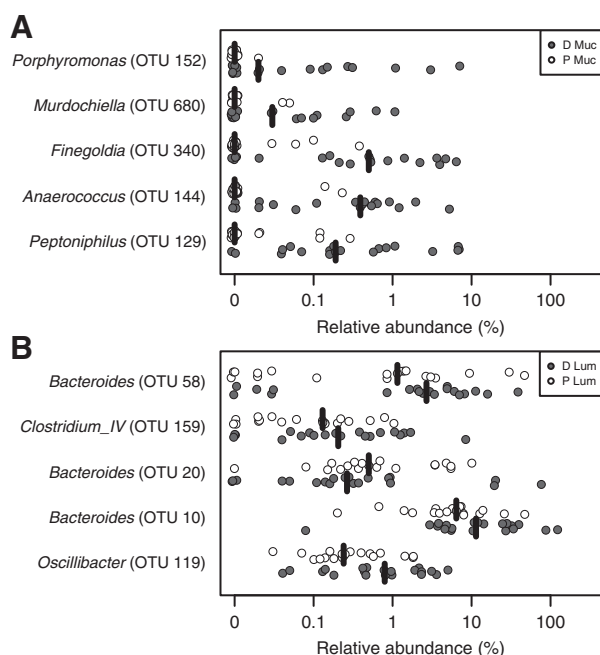 A
D Muc
P Muc
Porphyromonas (OTU 152)
Murdochiella (OTU 680)
Finegoldia (OTU 340)
Anaerococcus (OTU 144)
Peptoniphilus (OTU 129)
0 0.1 1 10 100
Relative abundance (%)
B
D Lum
P Lum
Bacteroides (OTU 58)
Clostridium_IV (OTU 159)
Bacteroides (OTU 20)
Bacteroides (OTU 10)
Oscillibacter (OTU 119)
0 0.1 1 10 100
Relative abundance (%)